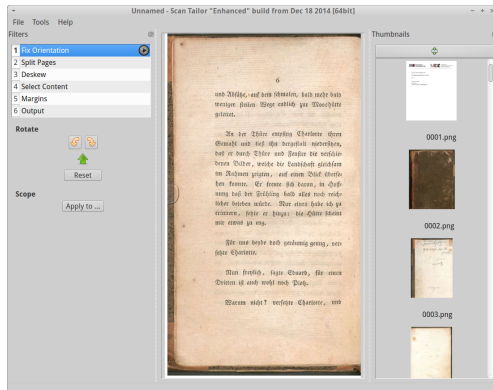 Unnamed - Scan Tailor "Enhanced" build from Dec 18 2014 [64bit]
File Tools Help
Filters
1 Fix Orientation
2 Split Pages
3 Deskew
4 Select Content
5 Margins
6 Output
Rotate
Reset
Scope
Apply to ...
6
und Abſätze, auf dem ſchmalen, bald mehr bald
weniger ſteilen Wege endlich zur Mooshütte
geleitet.
An der Thüre empfing Charlotte ihren
Gemahl und ließ ihn dergeſtalt niederſitzen,
daß er durch Thüre und Fenſter die verſchie-
denen Bilder, welche die Landſchaft gleichſam
im Rahmen zeigten, auf einen Blick überſe-
hen konnte. Er freute ſich daran, in Hoff-
nung daß der Frühling bald alles noch reich-
licher beleben würde. Nur eines habe ich zu
erinnern, ſetzte er hinzu: die Hütte ſcheint
mir etwas zu eng.
Für uns beyde doch geräumig genug, ver-
ſetzte Charlotte.
Nun freylich, ſagte Eduard, für einen
Dritten iſt auch wohl noch Platz.
Warum nicht? verſetzte Charlotte, und
Thumbnails
0001.png
0002.png
0003.png